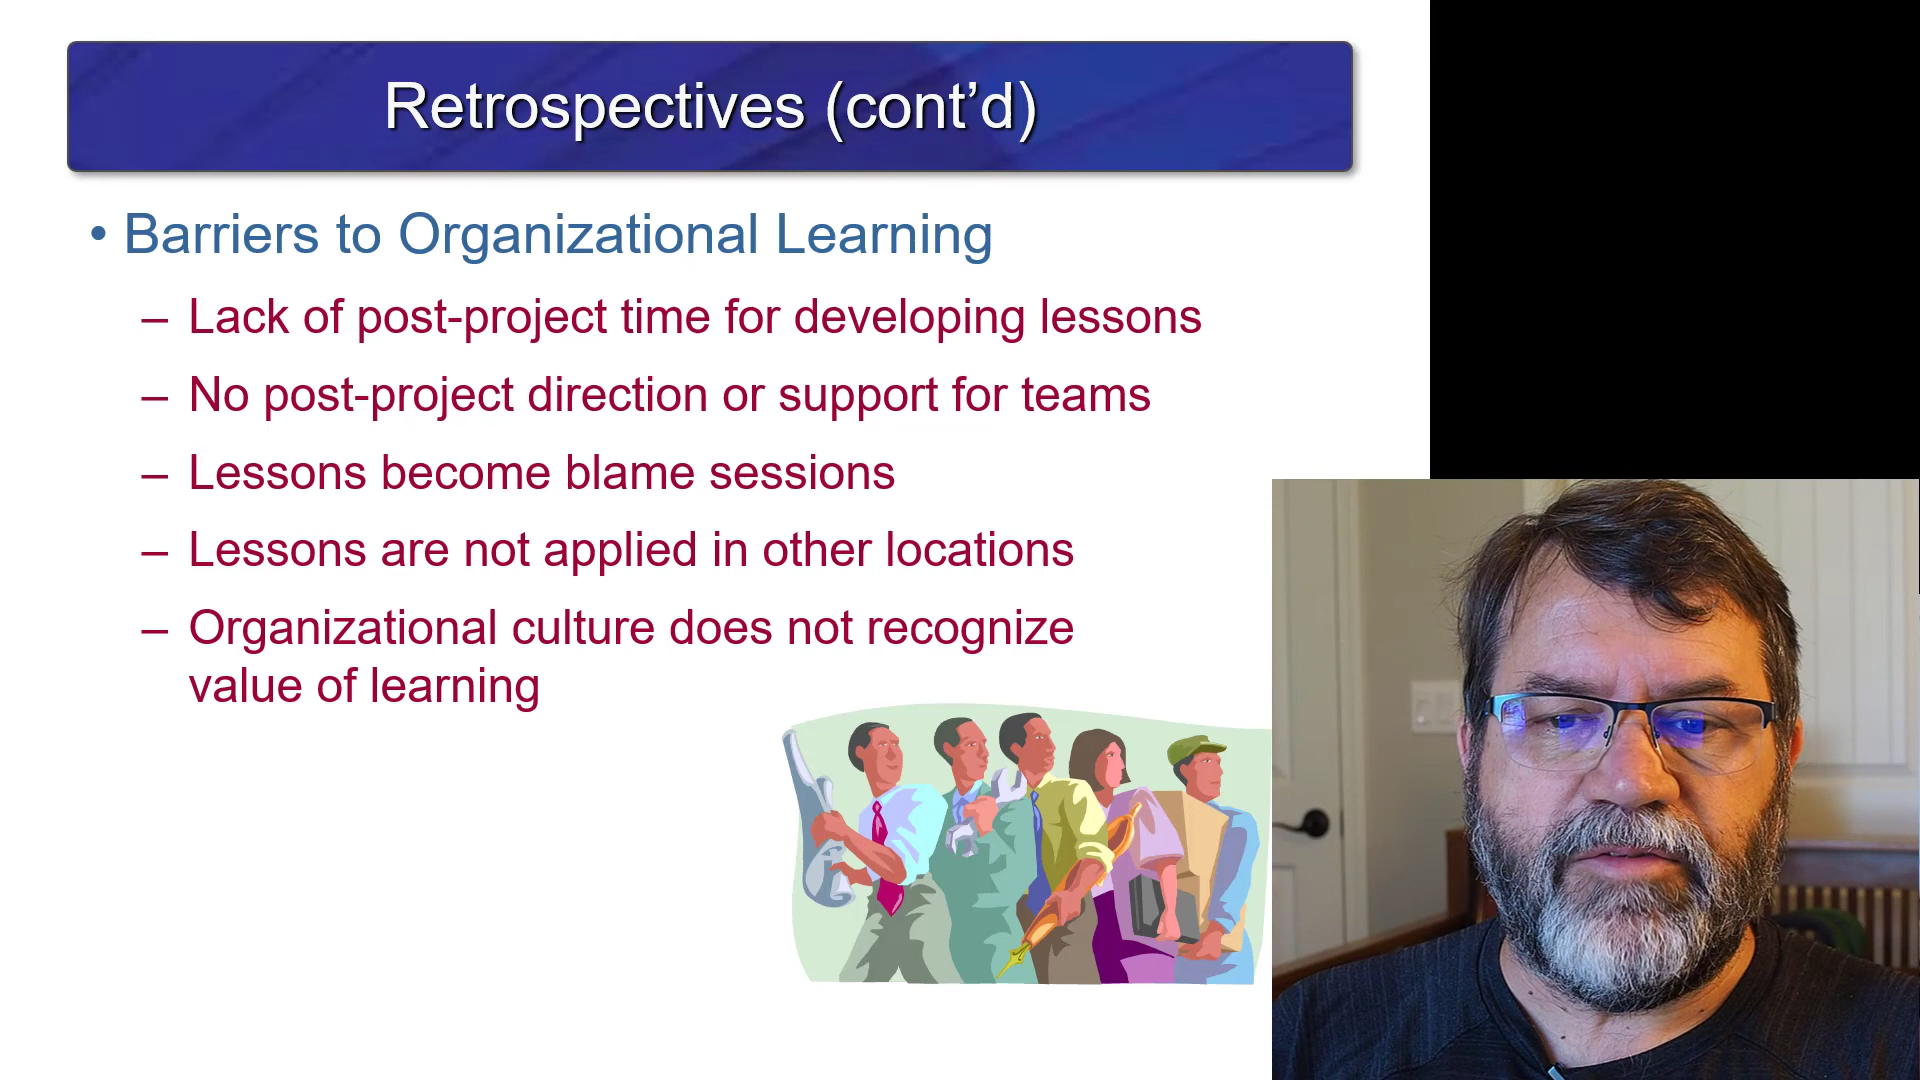 Retrospectives (cont’d)
• Barriers to Organizational Learning
– Lack of post-project time for developing lessons
– No post-project direction or support for teams
– Lessons become blame sessions
– Lessons are not applied in other locations
– Organizational culture does not recognize
value of learning